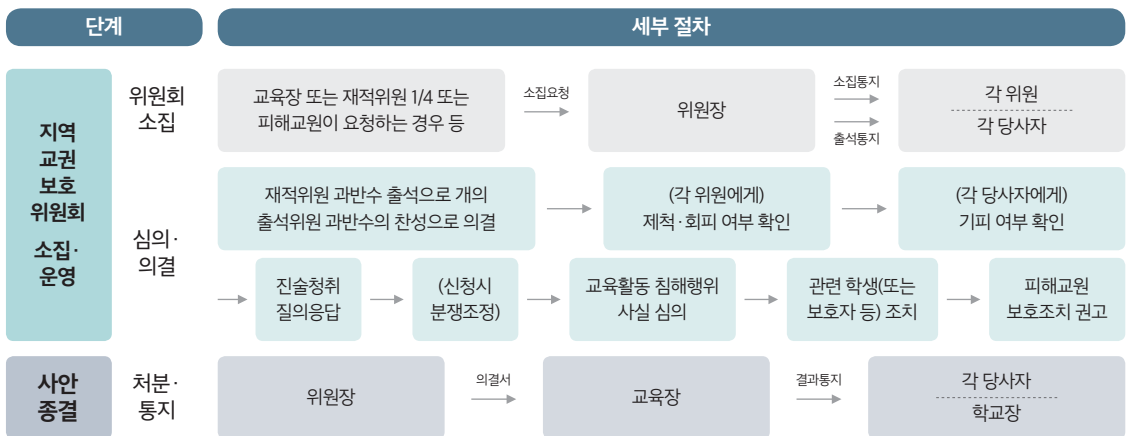 단계
세부 절차
지역
교권
보호
위원회
소집·
운영
위원회
소집
교육장 또는 재적위원 1/4 또는
피해교원이 요청하는 경우 등
소집요청
위원장
소집통지
출석통지
각 위원
각 당사자
심의·
의결
재적위원 과반수 출석으로 개의
출석위원 과반수의 찬성으로 의결
(각 위원에게)
제척·회피 여부 확인
(각 당사자에게)
기피 여부 확인
진술청취
질의응답
(신청시
분쟁조정)
교육활동 침해행위
사실 심의
관련 학생(또는
보호자 등) 조치
피해교원
보호조치 권고
사안
종결
처분·
통지
위원장
의결서
교육장
결과통지
각 당사자
학교장